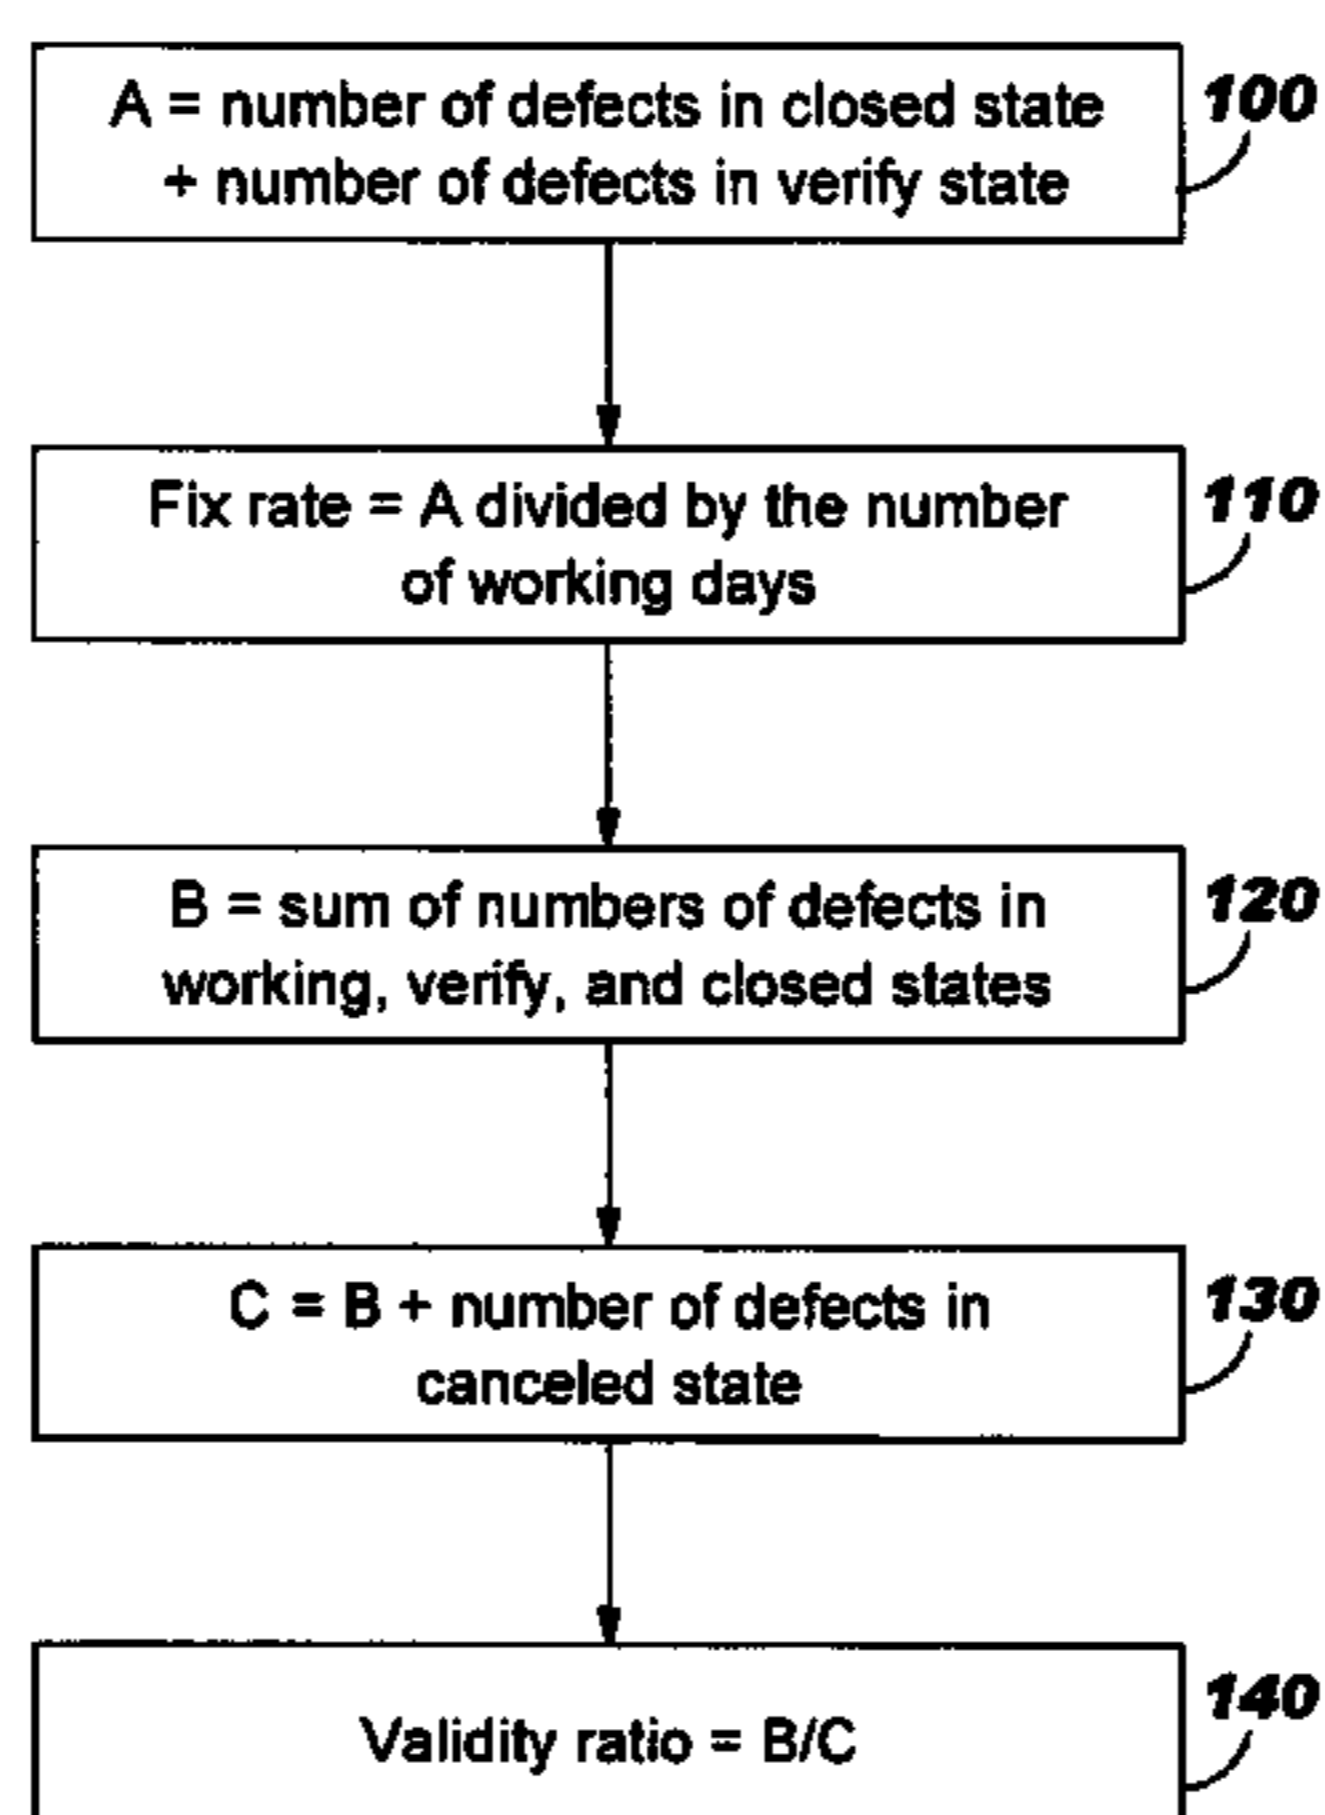 A = number of defects in closed state
+ number of defects in verify state
100
Fix rate = A divided by the number
of working days
110
B = sum of numbers of defects in
working, verify, and closed states
120
C = B + number of defects in
canceled state
130
Validity ratio = B/C
140